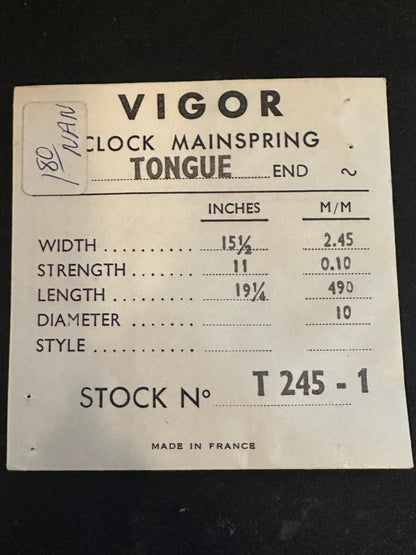 VIGOR
CLOCK MAINSPRING
TONGUE END ~
180 NAN
INCHES M/M
WIDTH .......... 15½ 2.45
STRENGTH ....... 11 0.10
LENGTH ......... 19¼ 490
DIAMETER ....... 10
STYLE ..........
STOCK Nº T 245 - 1
MADE IN FRANCE